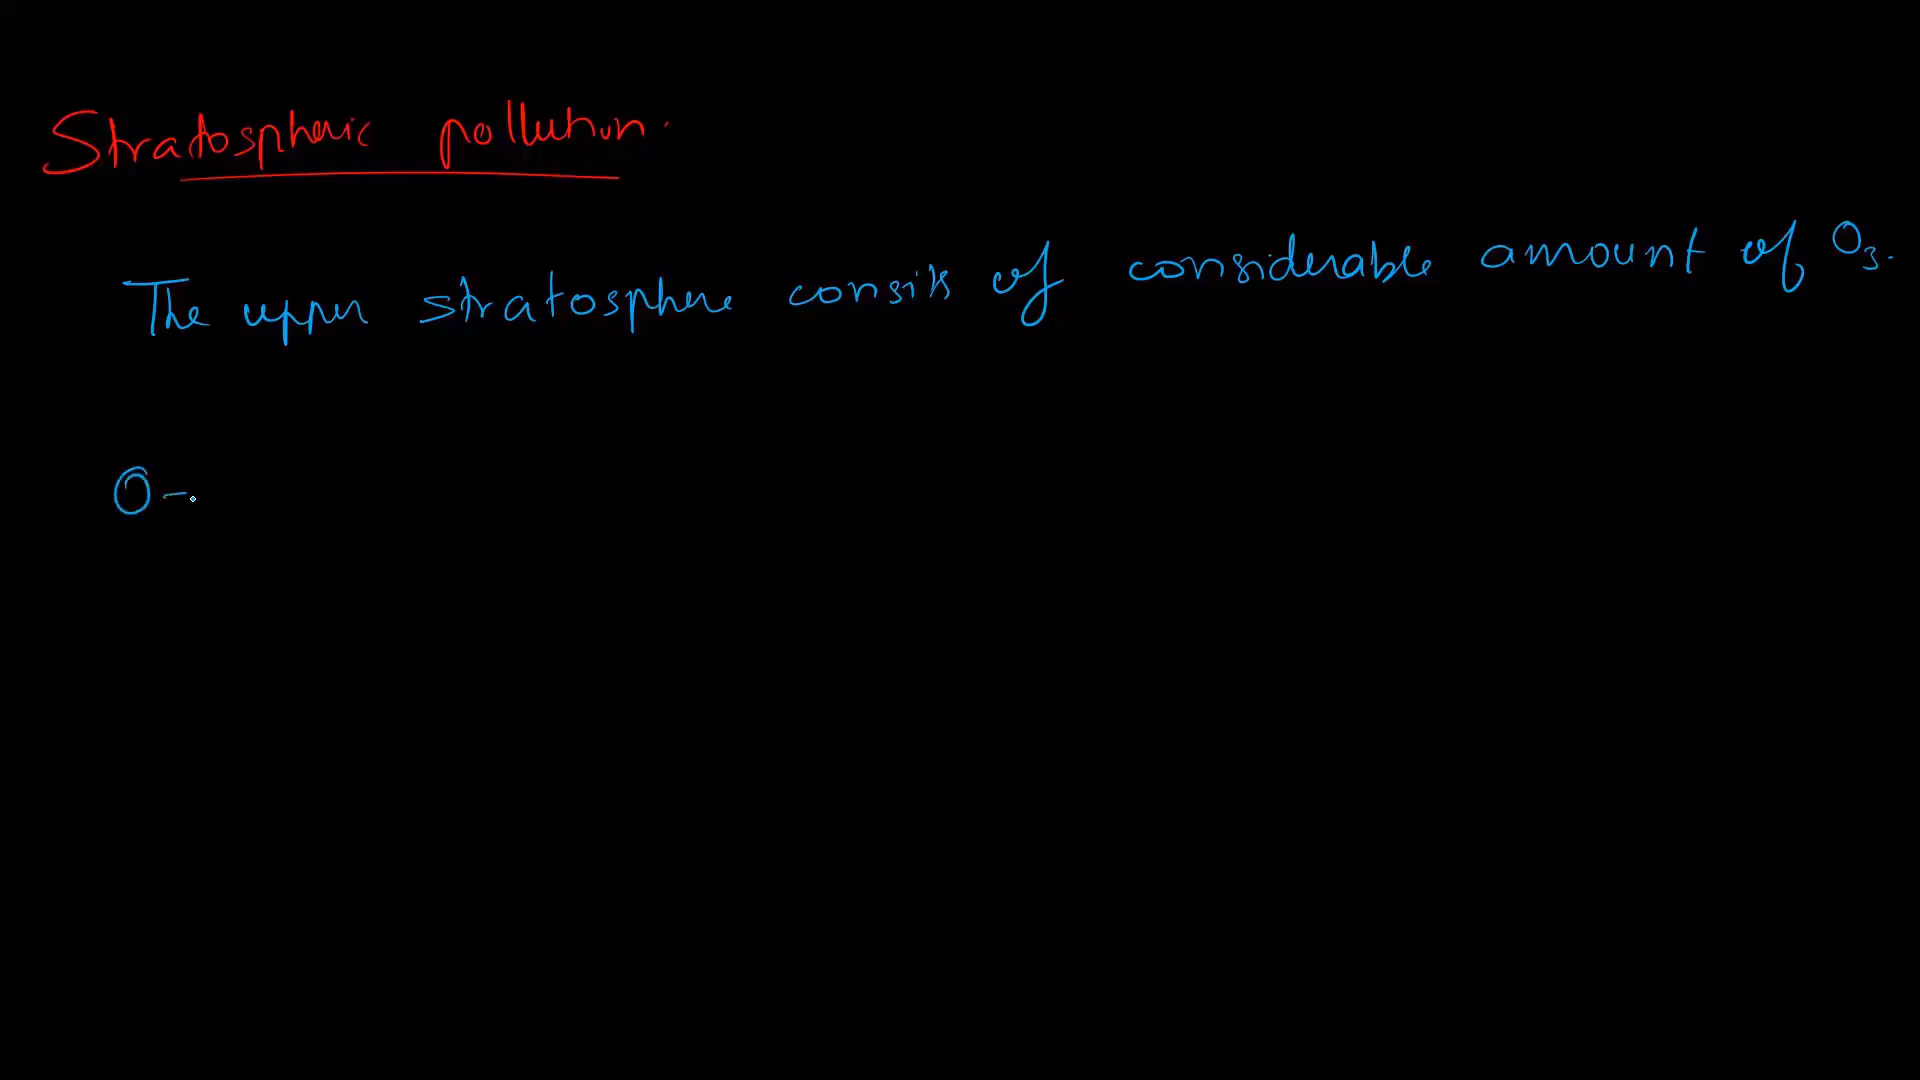 Stratospheric pollution.
The upper stratosphere consists of considerable amount of O₃.
O-